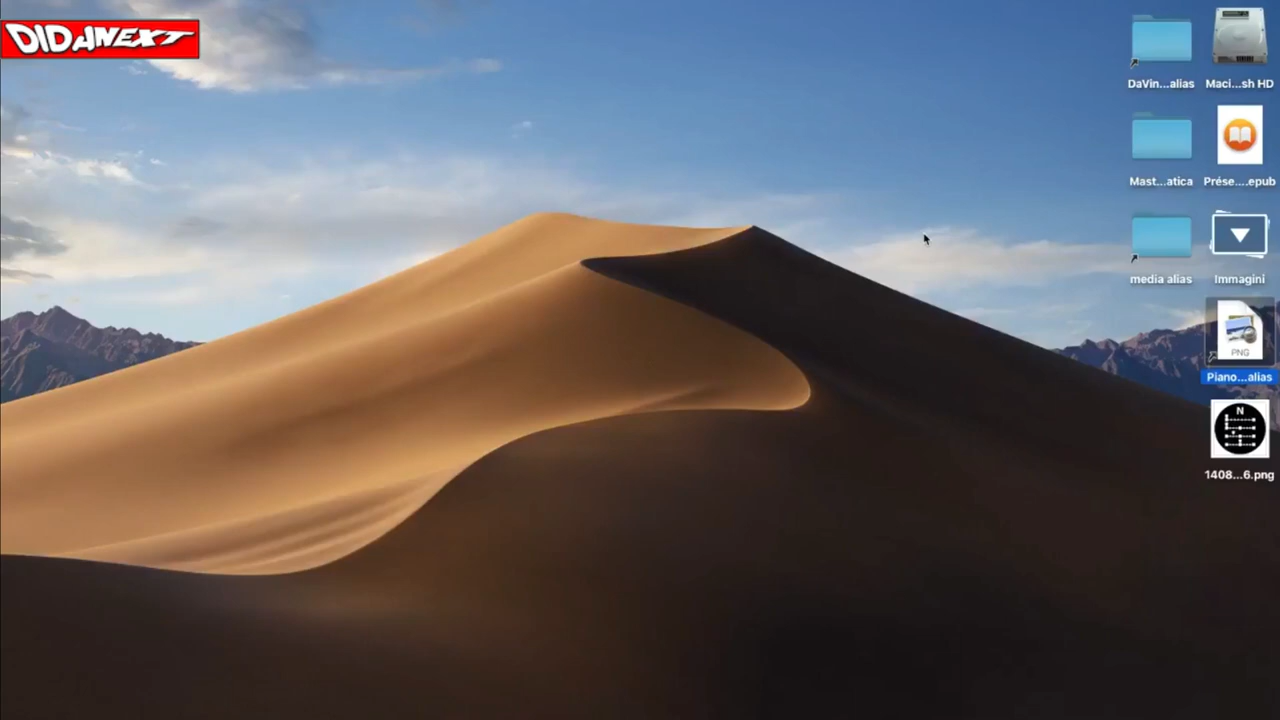 DIDANEXT
DaVin...alias
Maci...sh HD
Mast...atica
Prése....epub
media alias
Immagini
PNG
Piano...alias
N
1408...6.png